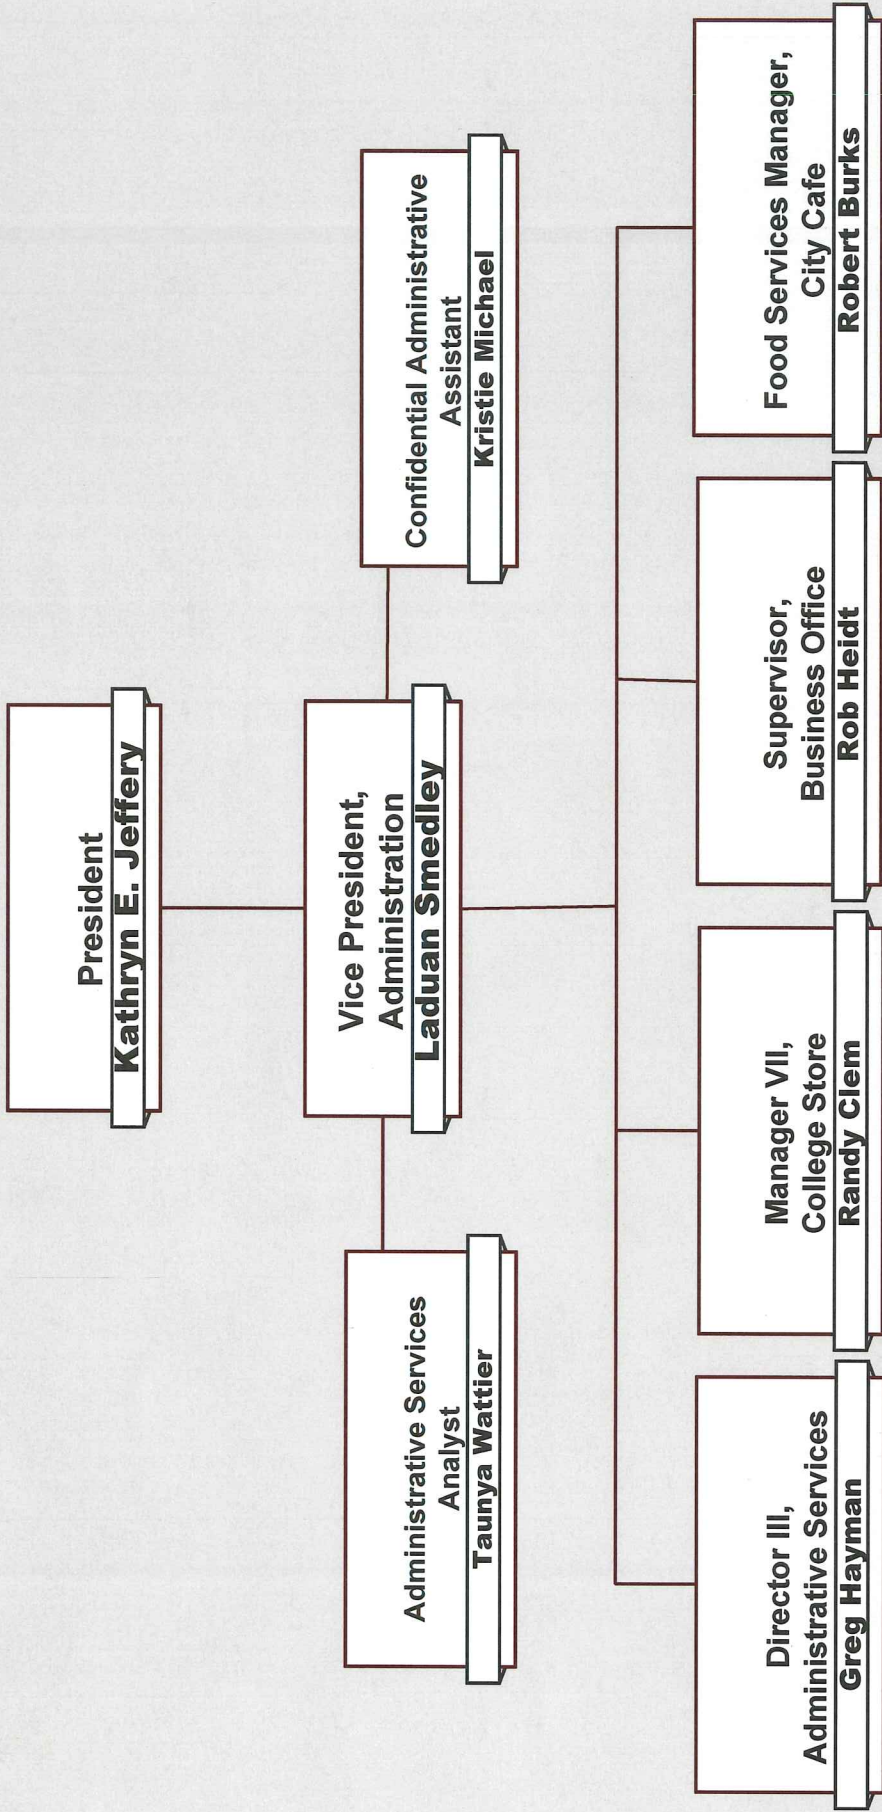 President
Kathryn E. Jeffery
Vice President,
Administration
Laduan Smedley
Administrative Services
Analyst
Taunya Wattier
Confidential Administrative
Assistant
Kristie Michael
Director III,
Administrative Services
Greg Hayman
Manager VII,
College Store
Randy Clem
Supervisor,
Business Office
Rob Heidt
Food Services Manager,
City Cafe
Robert Burks